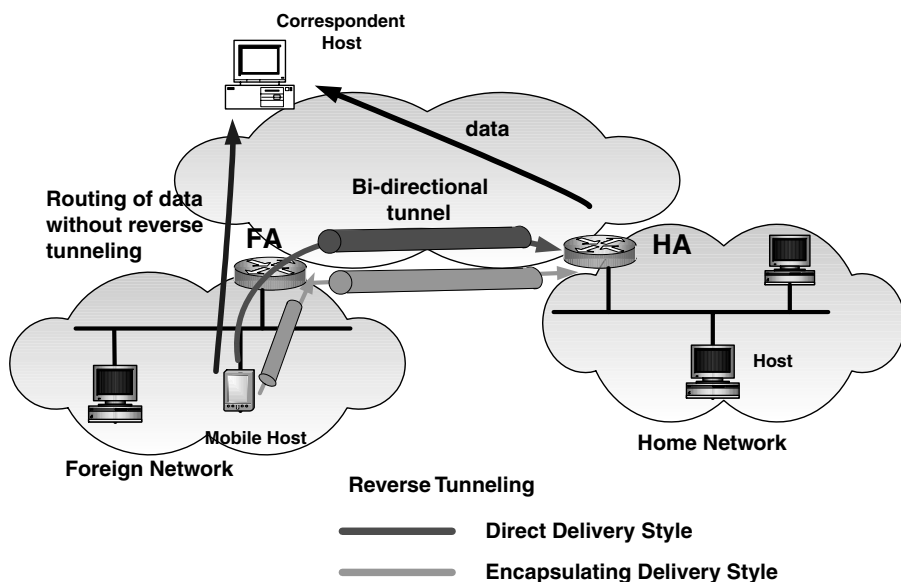 Correspondent
Host
data
Bi-directional
tunnel
Routing of data
without reverse
tunneling
FA
HA
Host
Mobile Host
Home Network
Foreign Network
Reverse Tunneling
Direct Delivery Style
Encapsulating Delivery Style